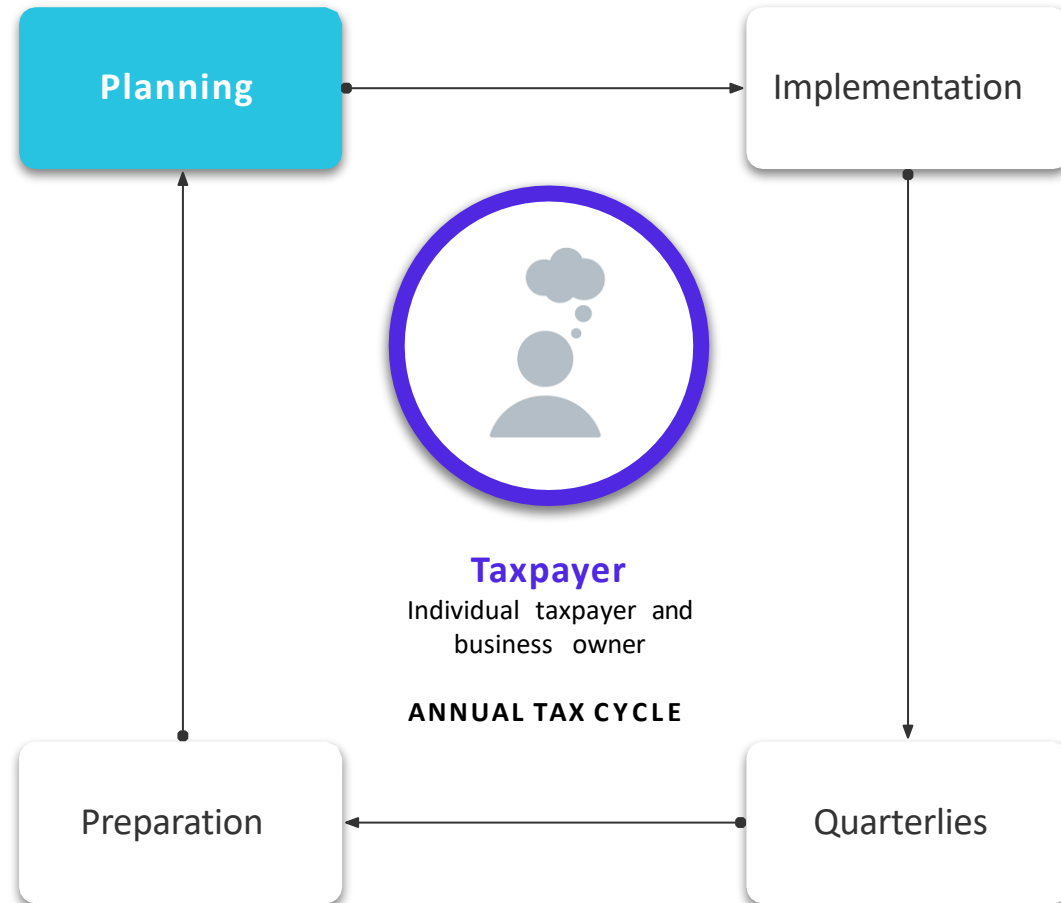 Planning
Implementation
Taxpayer
Individual taxpayer and
business owner
ANNUAL TAX CYCLE
Preparation
Quarterlies